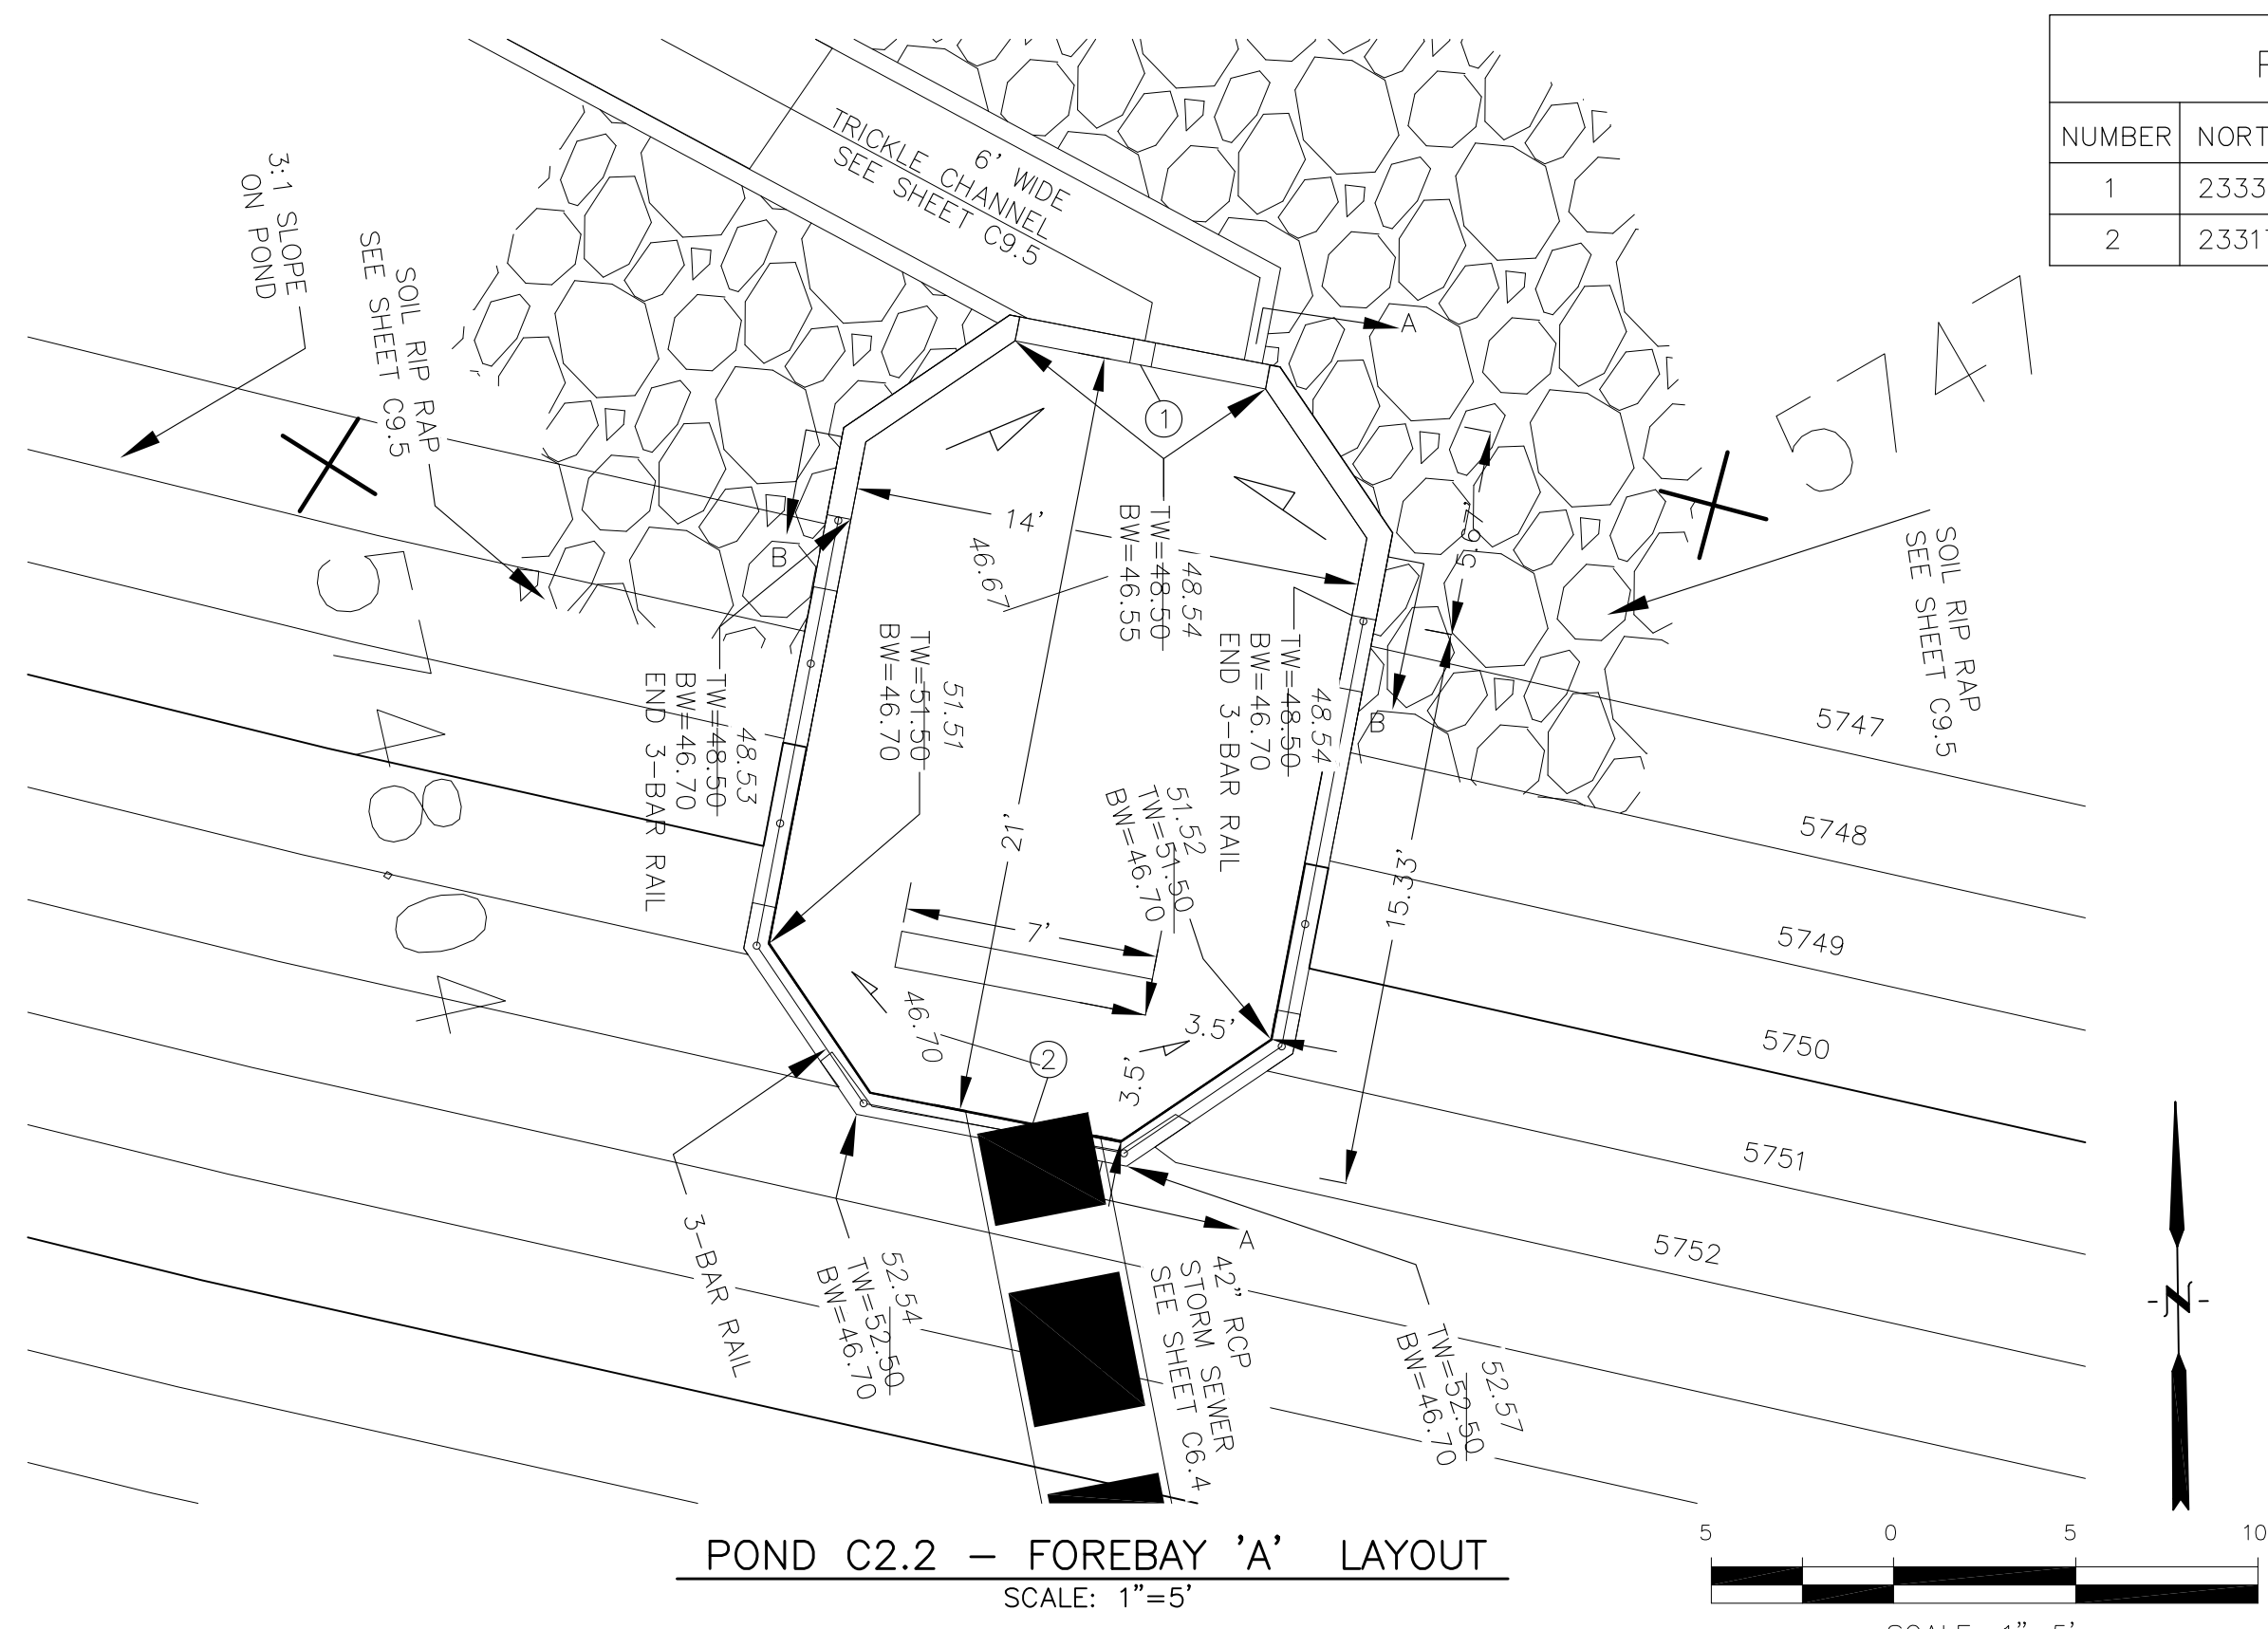 NUMBER
NORT
1
2333
2
2331
6' WIDE
TRICKLE CHANNEL
SEE SHEET C9.5
3:1 SLOPE
ON POND
SOIL RIP RAP
SEE SHEET C9.5
A
1
5747
5748.04
14'
B
46.67
48.54
TW=48.50
BW=46.55
5.67'
SOIL RIP RAP
SEE SHEET C9.5
51.51
TW=51.50
BW=46.70
48.53
TW=48.50
BW=46.70
END 3-BAR RAIL
48.54
TW=48.50
BW=46.70
END 3-BAR RAIL
B
5747
5748
5749
5750
5751
5752
21'
51.52
TW=51.50
BW=46.70
15.33'
7'
46.70
3.5'
3.5'
2
A
3-BAR RAIL
52.54
TW=52.50
BW=46.70
42" RCP
STORM SEWER
SEE SHEET C6.4
52.57
TW=52.50
BW=46.70
N
POND C2.2 – FOREBAY 'A' LAYOUT
SCALE: 1"=5'
5 0 5 10
SCALE: 1"=5'